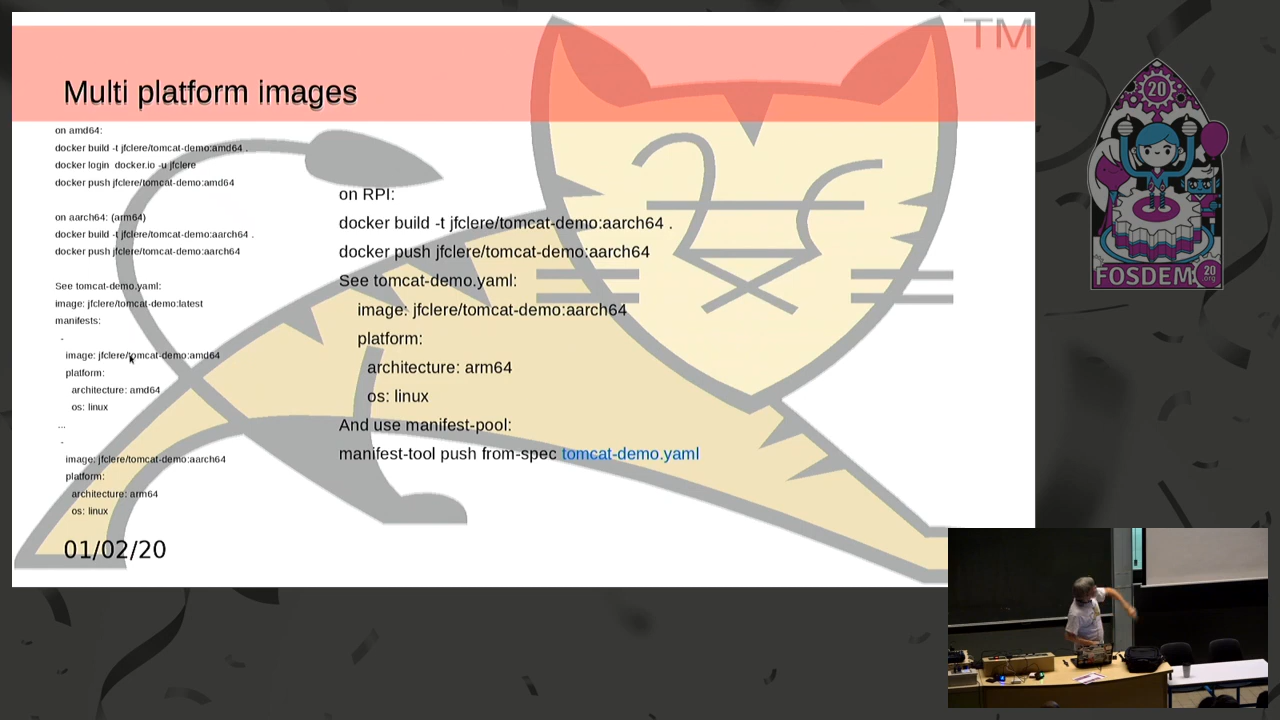 TM
Multi platform images
on amd64:
docker build -t jfclere/tomcat-demo:amd64 .
docker login  docker.io -u jfclere
docker push jfclere/tomcat-demo:amd64
on aarch64: (arm64)
docker build -t jfclere/tomcat-demo:aarch64 .
docker push jfclere/tomcat-demo:aarch64
See tomcat-demo.yaml:
image: jfclere/tomcat-demo:latest
manifests:
-
image: jfclere/tomcat-demo:amd64
platform:
architecture: amd64
os: linux
...
-
image: jfclere/tomcat-demo:aarch64
platform:
architecture: arm64
os: linux
on RPI:
docker build -t jfclere/tomcat-demo:aarch64 .
docker push jfclere/tomcat-demo:aarch64
See tomcat-demo.yaml:
image: jfclere/tomcat-demo:aarch64
platform:
architecture: arm64
os: linux
And use manifest-pool:
manifest-tool push from-spec tomcat-demo.yaml
01/02/20
20
FOSDEM
20
.org